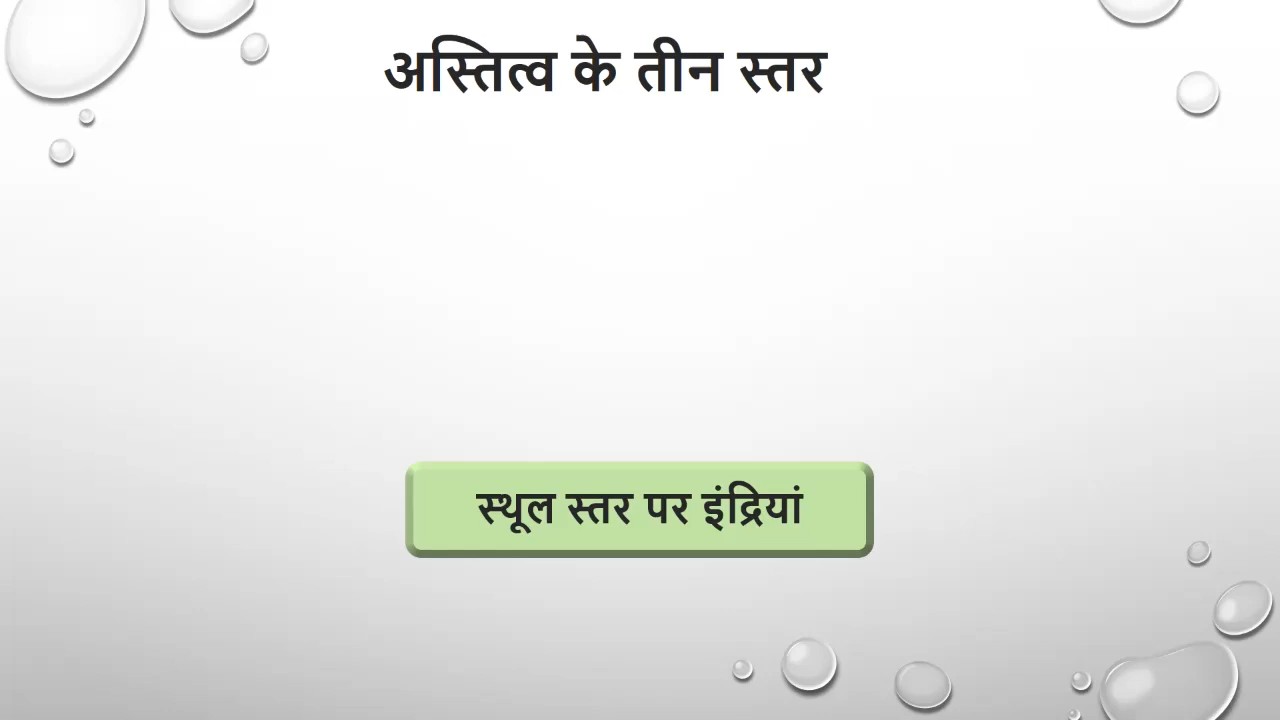 अस्तित्व के तीन स्तर
स्थूल स्तर पर इंद्रियां